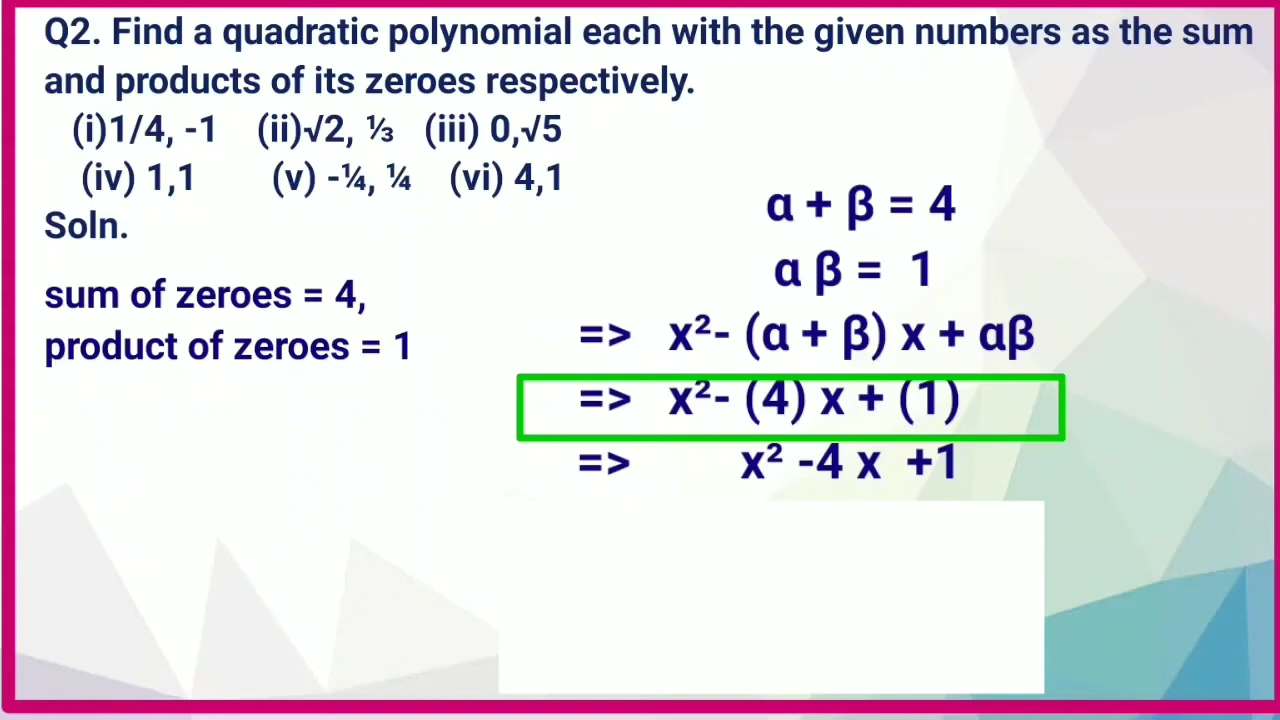 Q2. Find a quadratic polynomial each with the given numbers as the sum
and products of its zeroes respectively.
(i)1/4, -1 (ii)√2, ⅓ (iii) 0,√5
(iv) 1,1 (v) -¼, ¼ (vi) 4,1
Soln.
sum of zeroes = 4,
product of zeroes = 1
α + β = 4
α β = 1
=> x²- (α + β) x + αβ
=> x²- (4) x + (1)
=> x² -4 x +1